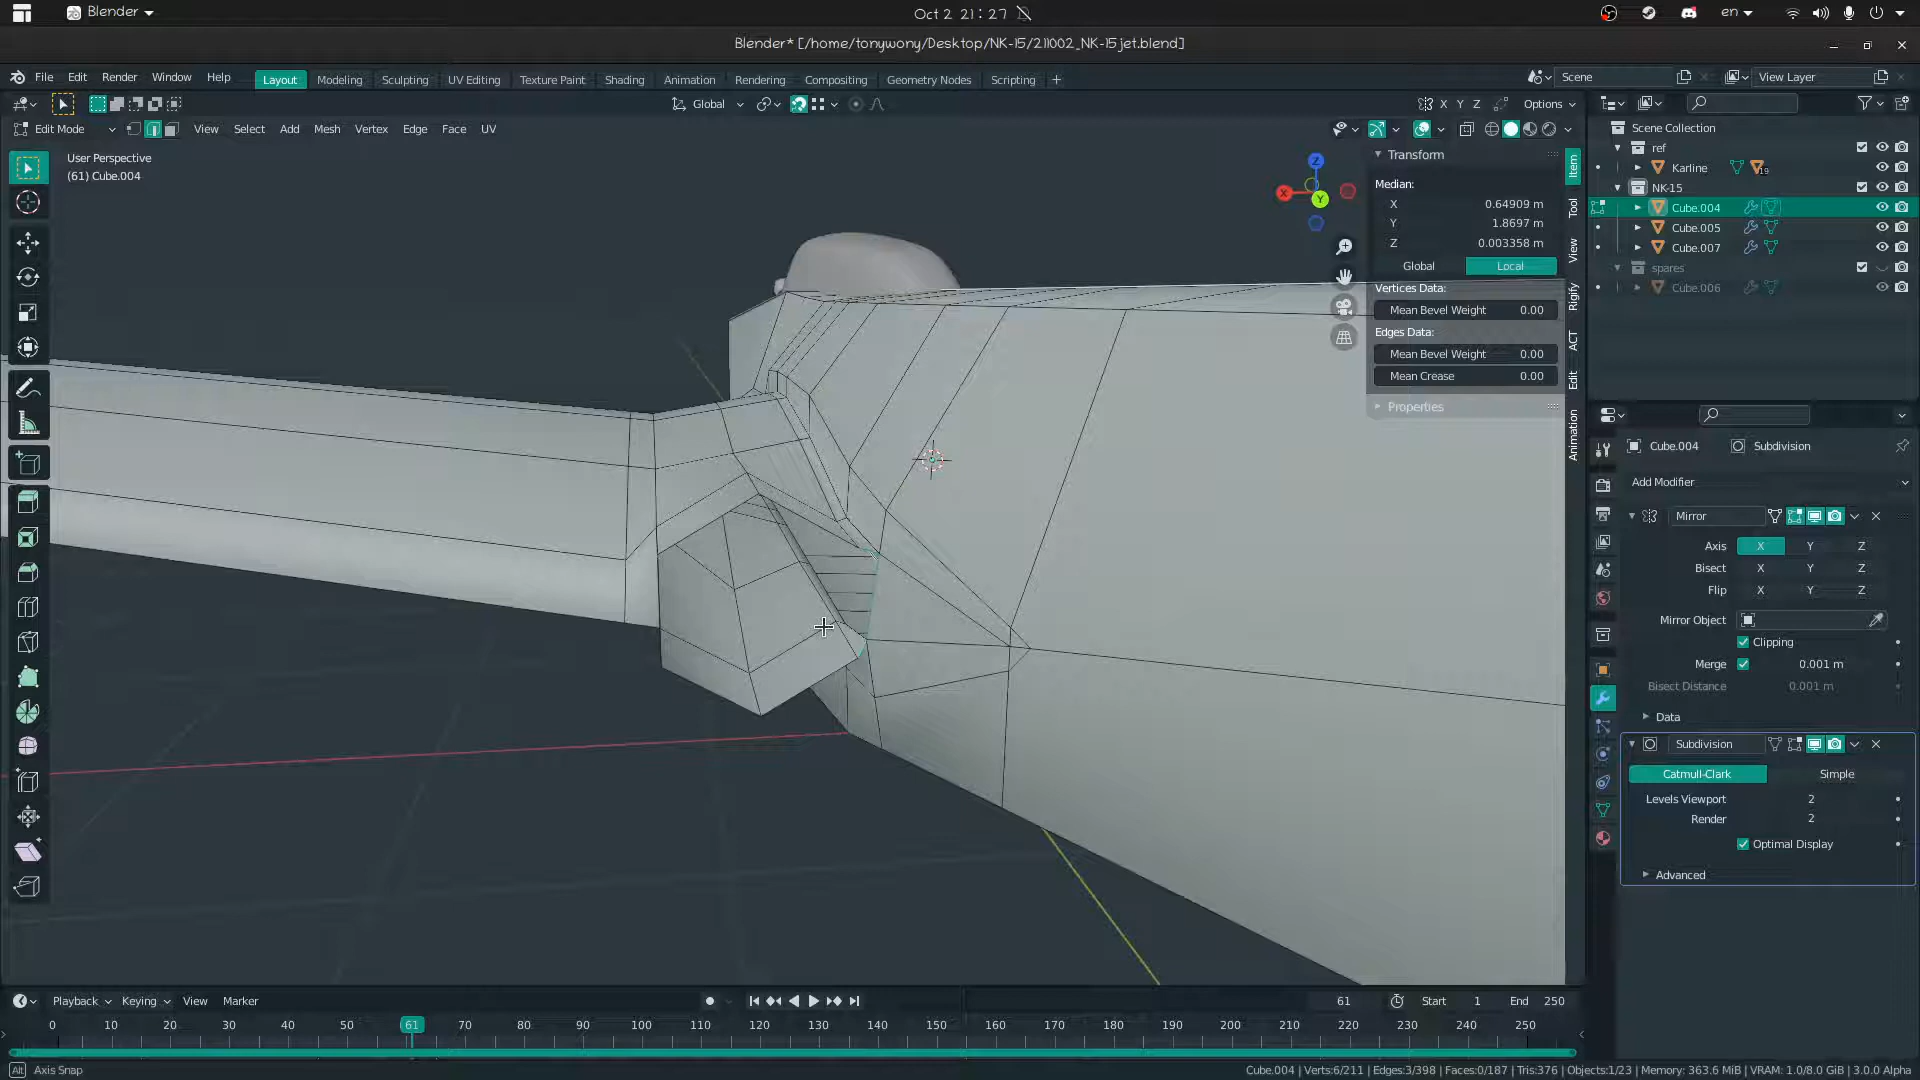 Blender
Oct 2 21:27
en
Blender* [/home/tonywony/Desktop/NK-15/211002_NK-15jet.blend]
File Edit Render Window Help
Layout Modeling Sculpting UV Editing Texture Paint Shading Animation Rendering Compositing Geometry Nodes Scripting +
Scene
View Layer
Global
X Y Z
Options
Edit Mode
View Select Add Mesh Vertex Edge Face UV
User Perspective
(61) Cube.004
Z
X
Y
Transform
Median:
X 0.64909 m
Y 1.8697 m
Z 0.003358 m
Global Local
Vertices Data:
Mean Bevel Weight 0.00
Edges Data:
Mean Bevel Weight 0.00
Mean Crease 0.00
Properties
Item
Tool
View
Rigify
ACT
Edit
Animation
Scene Collection
ref
Karline 19
NK-15
Cube.004
Cube.005
Cube.007
spares
Cube.006
Cube.004 Subdivision
Add Modifier
Mirror
Axis X Y Z
Bisect X Y Z
Flip X Y Z
Mirror Object
Clipping
Merge 0.001 m
Bisect Distance 0.001 m
Data
Subdivision
Catmull-Clark Simple
Levels Viewport 2
Render 2
Optimal Display
Advanced
Playback Keying View Marker
61 Start 1 End 250
0 10 20 30 40 50 61 70 80 90 100 110 120 130 140 150 160 170 180 190 200 210 220 230 240 250
Alt Axis Snap
Cube.004 | Verts:6/211 | Edges:3/398 | Faces:0/187 | Tris:376 | Objects:1/23 | Memory: 363.6 MiB | VRAM: 1.0/8.0 GiB | 3.0.0 Alpha